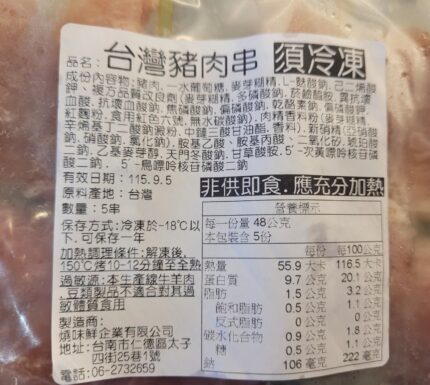 品名: 台灣豬肉串 須冷凍
成份內容物: 豬肉. 一水葡萄糖. 麥芽糊精. L-麩酸鈉. 己二烯酸
鉀. 複方品質改良劑 (麥芽糊精. 多磷酸鈉. 菸鹼醯胺. 異抗壞
血酸. 抗壞血酸鈉. 焦磷酸鈉. 偏磷酸鈉. 乾酪素. 偏磷酸鉀.
紅麴粉. 食用紅色六號. 無水碳酸鈉). 肉精香料粉 (麥芽糊精.
辛烯基丁二酸鈉澱粉. 中鏈三酸甘油酯. 香料). 亞硝酸
鈉. 硝酸鈉. 氯化鈉). 胺基乙酸. 胺基丙酸. 二氧化矽. 琥珀酸
二鈉. 乙基麥芽醇. 天門冬酸鈉. 甘草酸胺. 5'-次黃嘌呤核苷磷
酸二鈉. 5'-鳥嘌呤核苷磷酸二鈉
有效日期: 115.9.5
原料產地: 台灣
數量: 5串
保存方式: 冷凍於-18℃以
下. 可保存一年
加熱調理條件: 解凍後.
150℃烤10-12分鐘至全熟
過敏源: 本生產線牛羊肉
. 豆類製品不適合對其過
敏體質食用
製造商:
燒味鮮企業有限公司
地址: 台南市仁德區太子
四街25巷1號
電話: 06-2732659
非供即食. 應充分加熱
營養標示
每一份量 48公克
本包裝含 5份
每份 每100公克
熱量 55.9 大卡 116.5 大卡
蛋白質 9.7 公克 20.1 公克
脂肪 1.5 公克 3.2 公克
飽和脂肪 0.5 公克 1.1 公克
反式脂肪 0 公克 0 公克
碳水化合物 0.9 公克 1.8 公克
糖 0.5 公克 1.1 公克
鈉 106 毫克 222 毫克